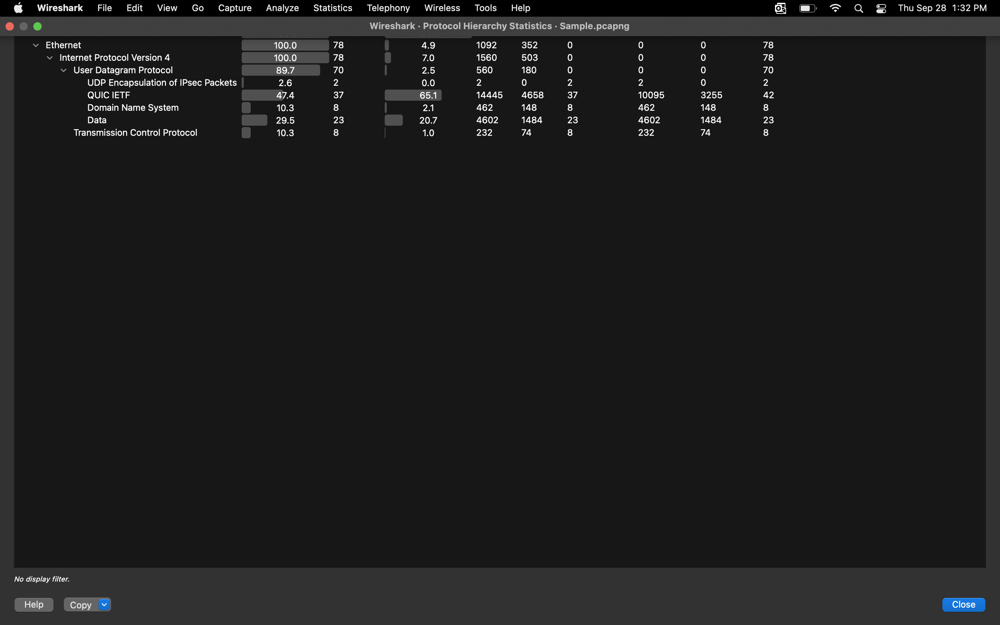 Wireshark File Edit View Go Capture Analyze Statistics Telephony Wireless Tools Help Thu Sep 28 1:32 PM
Wireshark · Protocol Hierarchy Statistics · Sample.pcapng
Ethernet 100.0 78 4.9 1092 352 0 0 0 78
Internet Protocol Version 4 100.0 78 7.0 1560 503 0 0 0 78
User Datagram Protocol 89.7 70 2.5 560 180 0 0 0 70
UDP Encapsulation of IPsec Packets 2.6 2 0.0 2 0 2 2 0 2
QUIC IETF 47.4 37 65.1 14445 4658 37 10095 3255 42
Domain Name System 10.3 8 2.1 462 148 8 462 148 8
Data 29.5 23 20.7 4602 1484 23 4602 1484 23
Transmission Control Protocol 10.3 8 1.0 232 74 8 232 74 8
No display filter.
Help Copy Close